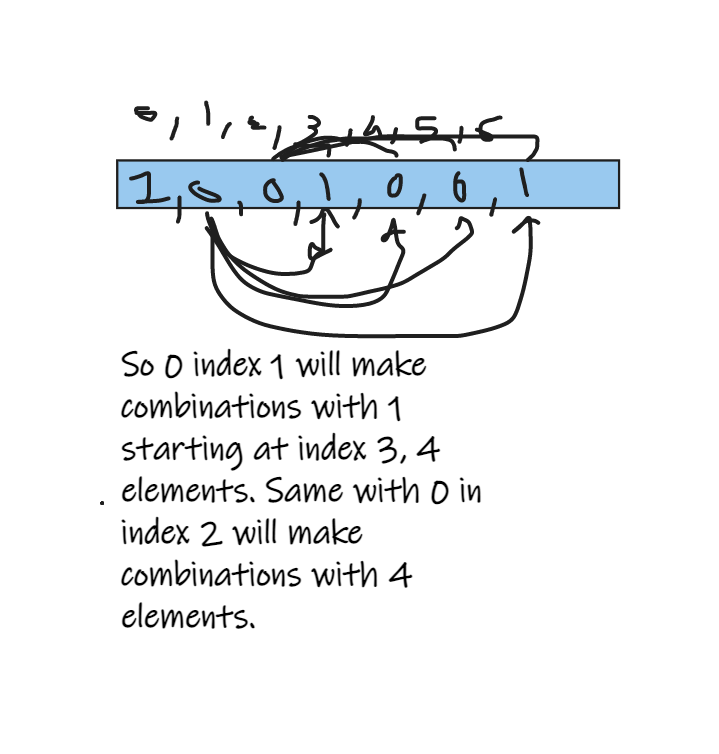 0, 1, 2, 3, 4, 5, 6
1, 0, 0, 1, 0, 0, 1
So 0 index 1 will make
combinations with 1
starting at index 3, 4
. elements. Same with 0 in
index 2 will make
combinations with 4
elements.